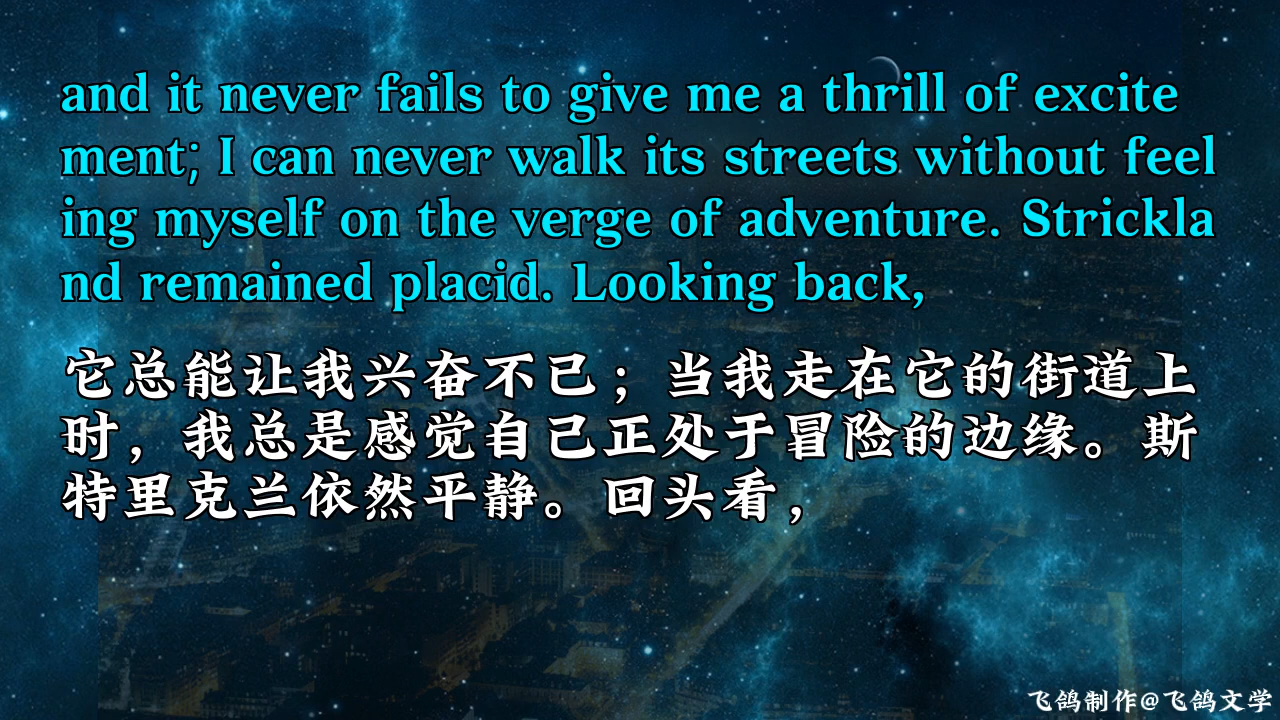 and it never fails to give me a thrill of excite
ment; I can never walk its streets without feel
ing myself on the verge of adventure. Strickla
nd remained placid. Looking back,
它总能让我兴奋不已；当我走在它的街道上
时，我总是感觉自己正处于冒险的边缘。斯
特里克兰依然平静。回头看，
飞鸽制作@飞鸽文学